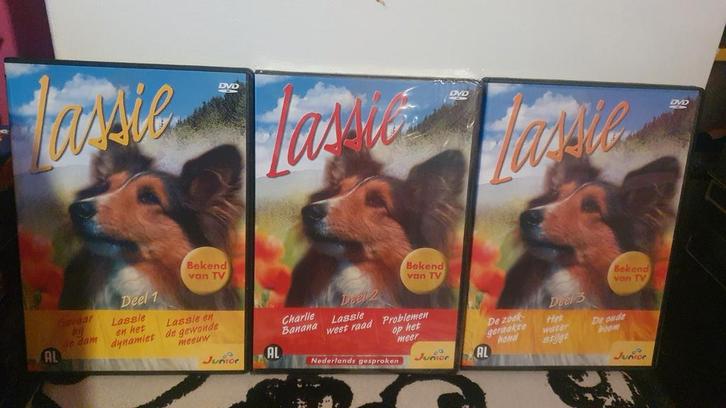 Lassie
DVD
Bekend
van TV
Deel 1
Gevaar
bij
de dam
Lassie
en het
dynamiet
Lassie en
de gewonde
meeuw
AL
Junior
Lassie
DVD
Bekend
van TV
Deel 2
Charlie
Banana
Lassie
weet raad
Problemen
op het
meer
AL
Nederlands gesproken
Junior
Lassie
DVD
Bekend
van TV
Deel 3
De zoek-
geraakte
hond
Het
water
stijgt
De oude
boom
AL
Junior